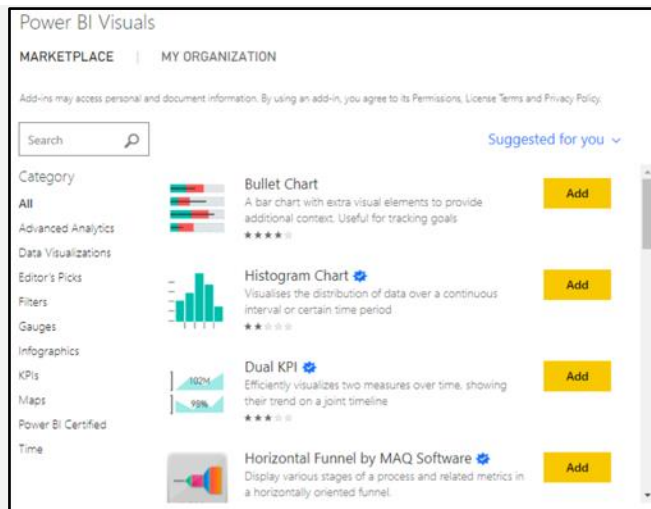 Power BI Visuals
MARKETPLACE | MY ORGANIZATION
Add-ins may access personal and document information. By using an add-in, you agree to its Permissions, License Terms and Privacy Policy.
Search
Suggested for you
Category
All
Advanced Analytics
Data Visualizations
Editor's Picks
Filters
Gauges
Infographics
KPIs
Maps
Power BI Certified
Time
Bullet Chart
A bar chart with extra visual elements to provide
additional context. Useful for tracking goals
Add
Histogram Chart
Visualises the distribution of data over a continuous
interval or certain time period
Add
102M
98%
Dual KPI
Efficiently visualizes two measures over time, showing
their trend on a joint timeline
Add
Horizontal Funnel by MAQ Software
Display various stages of a process and related metrics in
a horizontally oriented funnel.
Add